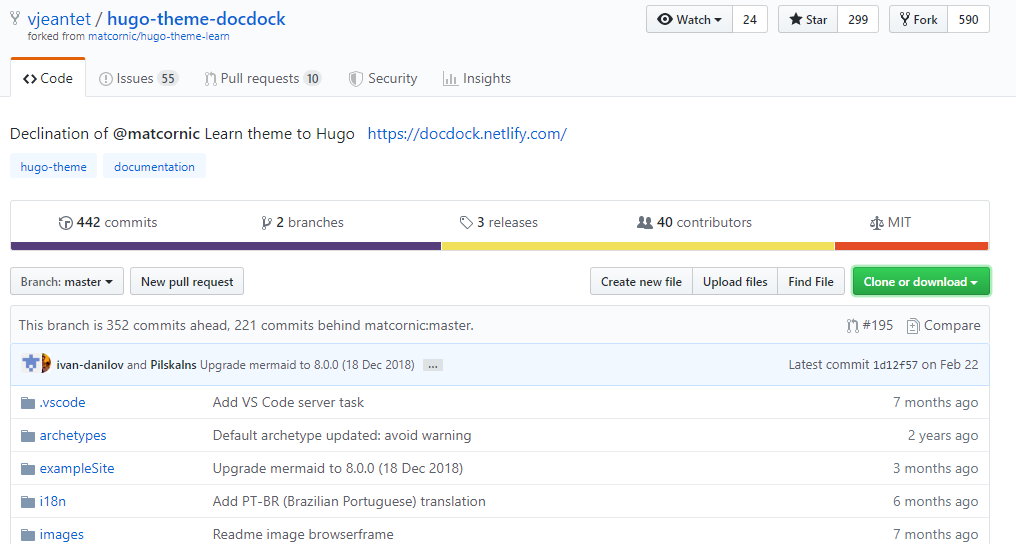 vjeantet / hugo-theme-docdock
forked from matcornic/hugo-theme-learn
Watch 24 Star 299 Fork 590
Code Issues 55 Pull requests 10 Security Insights
Declination of @matcornic Learn theme to Hugo https://docdock.netlify.com/
hugo-theme documentation
442 commits 2 branches 3 releases 40 contributors MIT
Branch: master New pull request Create new file Upload files Find File Clone or download
This branch is 352 commits ahead, 221 commits behind matcornic:master. #195 Compare
ivan-danilov and Pilskalns Upgrade mermaid to 8.0.0 (18 Dec 2018) ... Latest commit 1d12f57 on Feb 22
.vscode Add VS Code server task 7 months ago
archetypes Default archetype updated: avoid warning 2 years ago
exampleSite Upgrade mermaid to 8.0.0 (18 Dec 2018) 3 months ago
i18n Add PT-BR (Brazilian Portuguese) translation 6 months ago
images Readme image browserframe 7 months ago